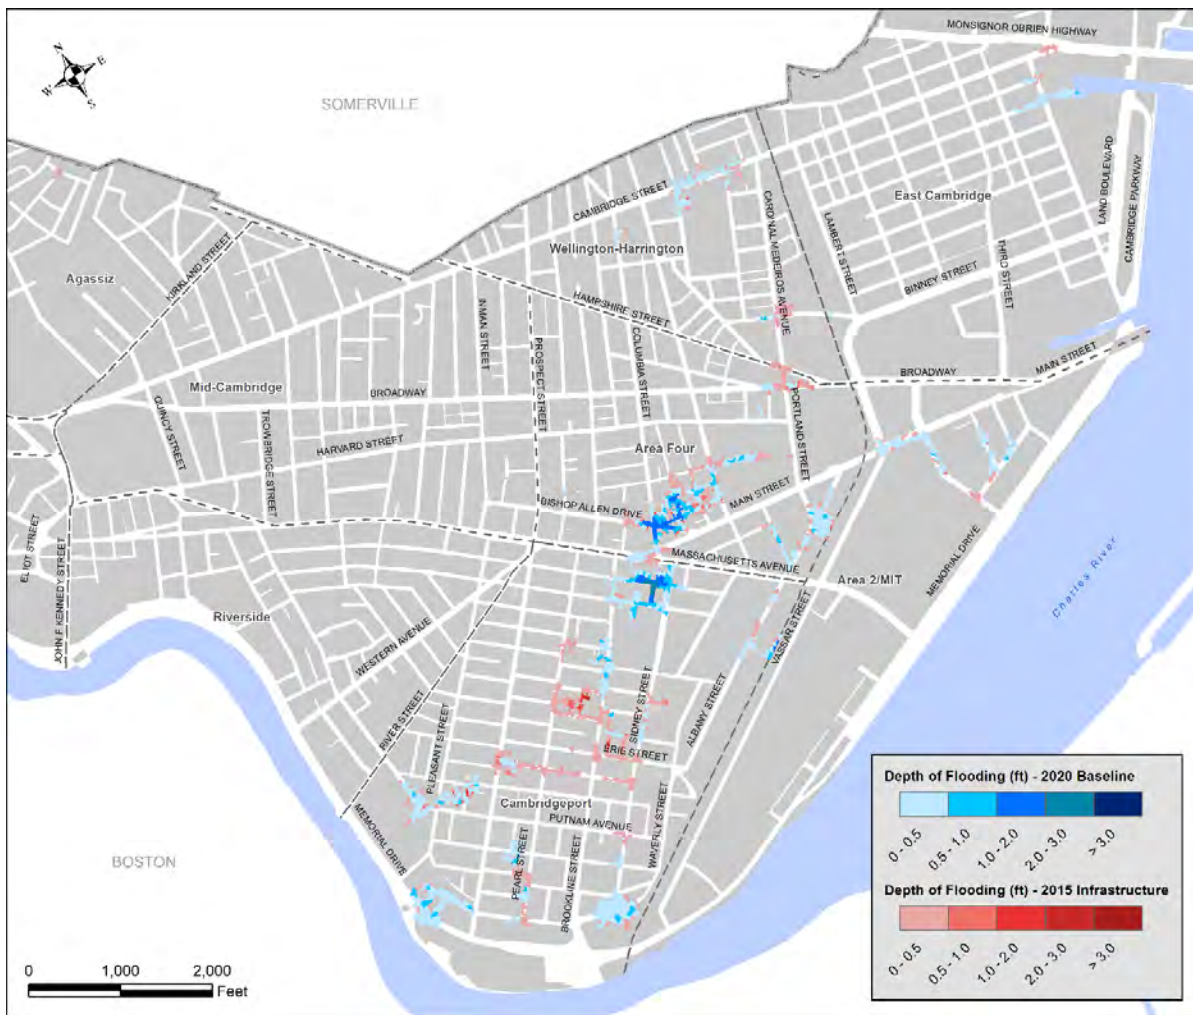 MONSIGNOR OBRIEN HIGHWAY
N
E
W
S
SOMERVILLE
LAND BOULEVARD
CAMBRIDGE PARKWAY
CAMBRIDGE STREET
CARDINAL MEDEIROS AVENUE
East Cambridge
LAMBERT STREET
KIRKLAND STREET
Wellington-Harrington
THIRD STREET
Agassiz
BINNEY STREET
HAMPSHIRE STREET
INMAN STREET
PROSPECT STREET
COLUMBIA STREET
MAIN STREET
Mid-Cambridge
BROADWAY
BROADWAY
QUINCY STREET
TROWBRIDGE STREET
HARVARD STREET
PORTLAND STREET
Area Four
MAIN STREET
BISHOP ALLEN DRIVE
ELIOT STREET
MASSACHUSETTS AVENUE
MEMORIAL DRIVE
Charles River
JOHN F KENNEDY STREET
Area 2/MIT
Riverside
VASSAR STREET
WESTERN AVENUE
RIVER STREET
SIDNEY STREET
ALBANY STREET
PLEASANT STREET
ERIE STREET
Cambridgeport
PUTNAM AVENUE
MEMORIAL DRIVE
WAVERLY STREET
PEARL STREET
BROOKLINE STREET
BOSTON
Depth of Flooding (ft) - 2020 Baseline
0 - 0.5
0.5 - 1.0
1.0 - 2.0
2.0 - 3.0
> 3.0
Depth of Flooding (ft) - 2015 Infrastructure
0 - 0.5
0.5 - 1.0
1.0 - 2.0
2.0 - 3.0
> 3.0
0 1,000 2,000
Feet